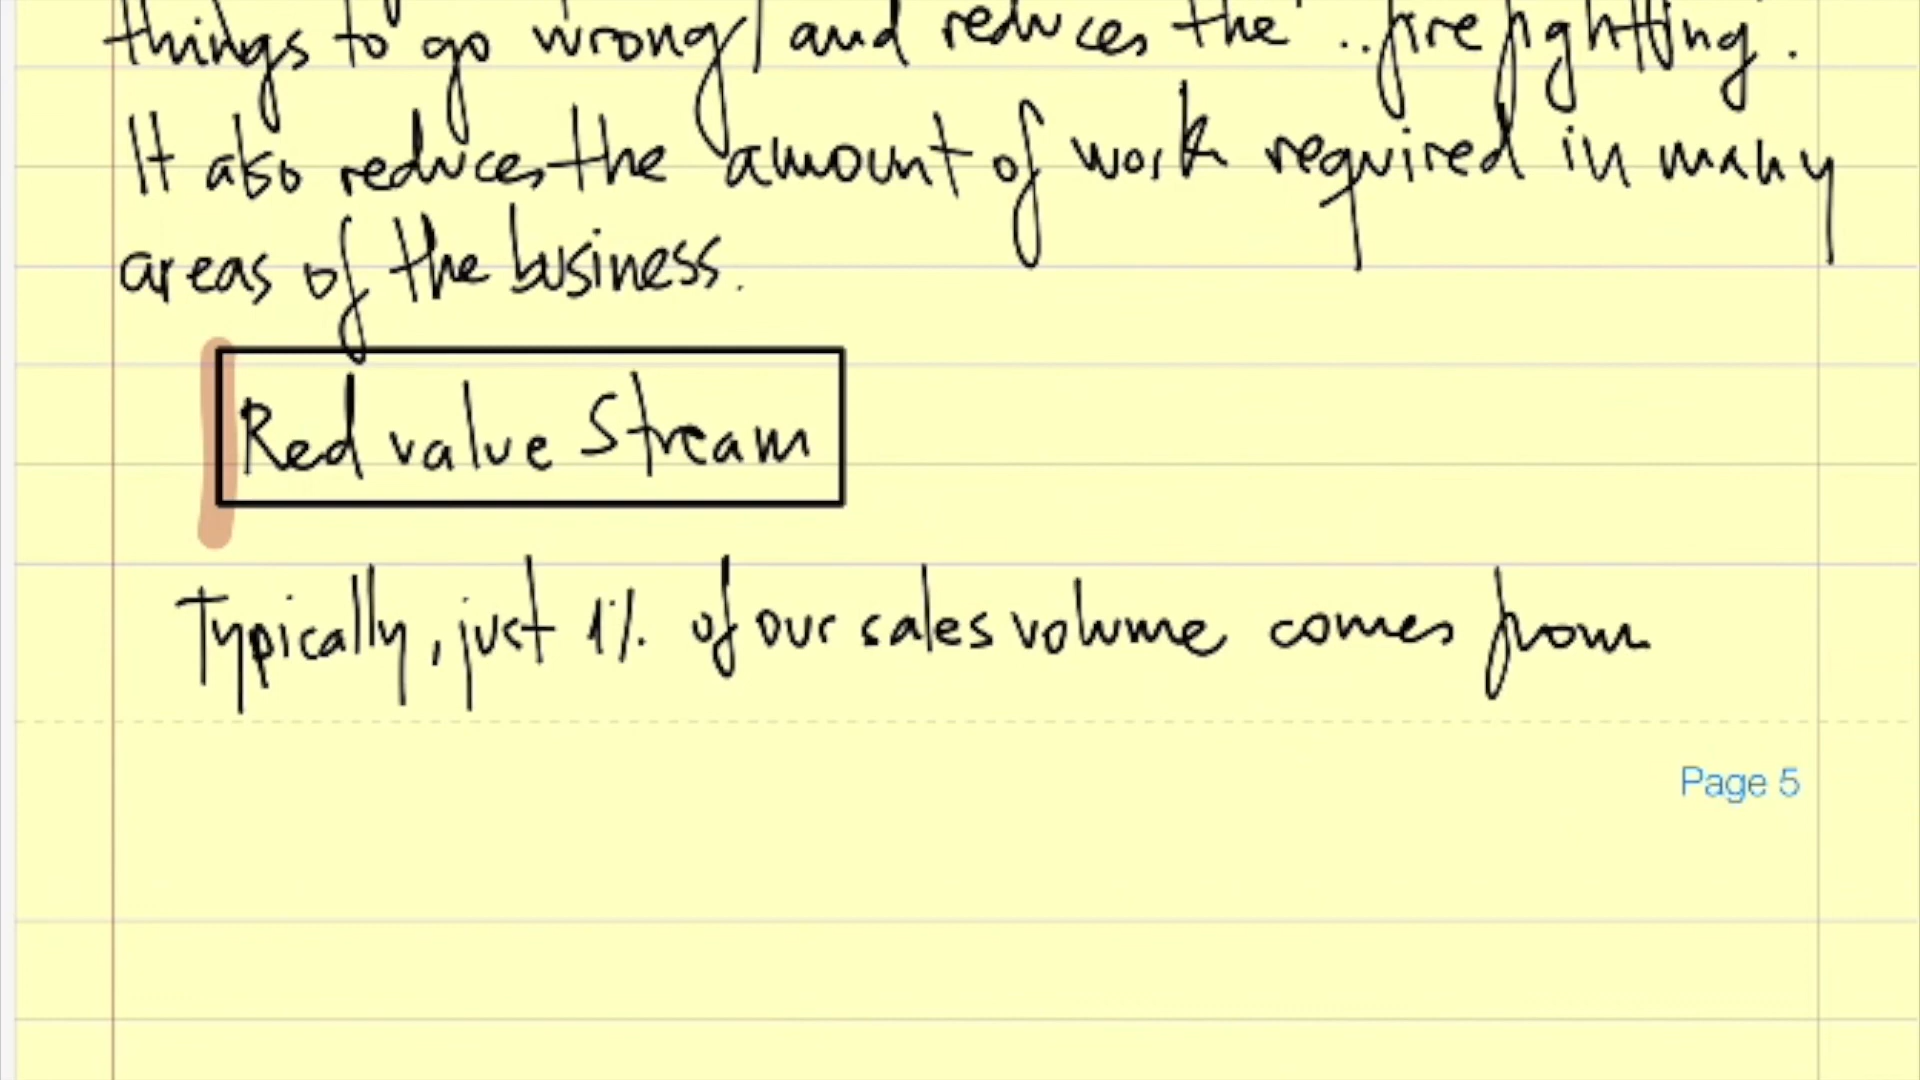 things to go wrong / and reduces the "..firefighting".
It also reduces the amount of work required in many
areas of the business.
Red value Stream
Typically, just 1% of our sales volume comes from
Page 5